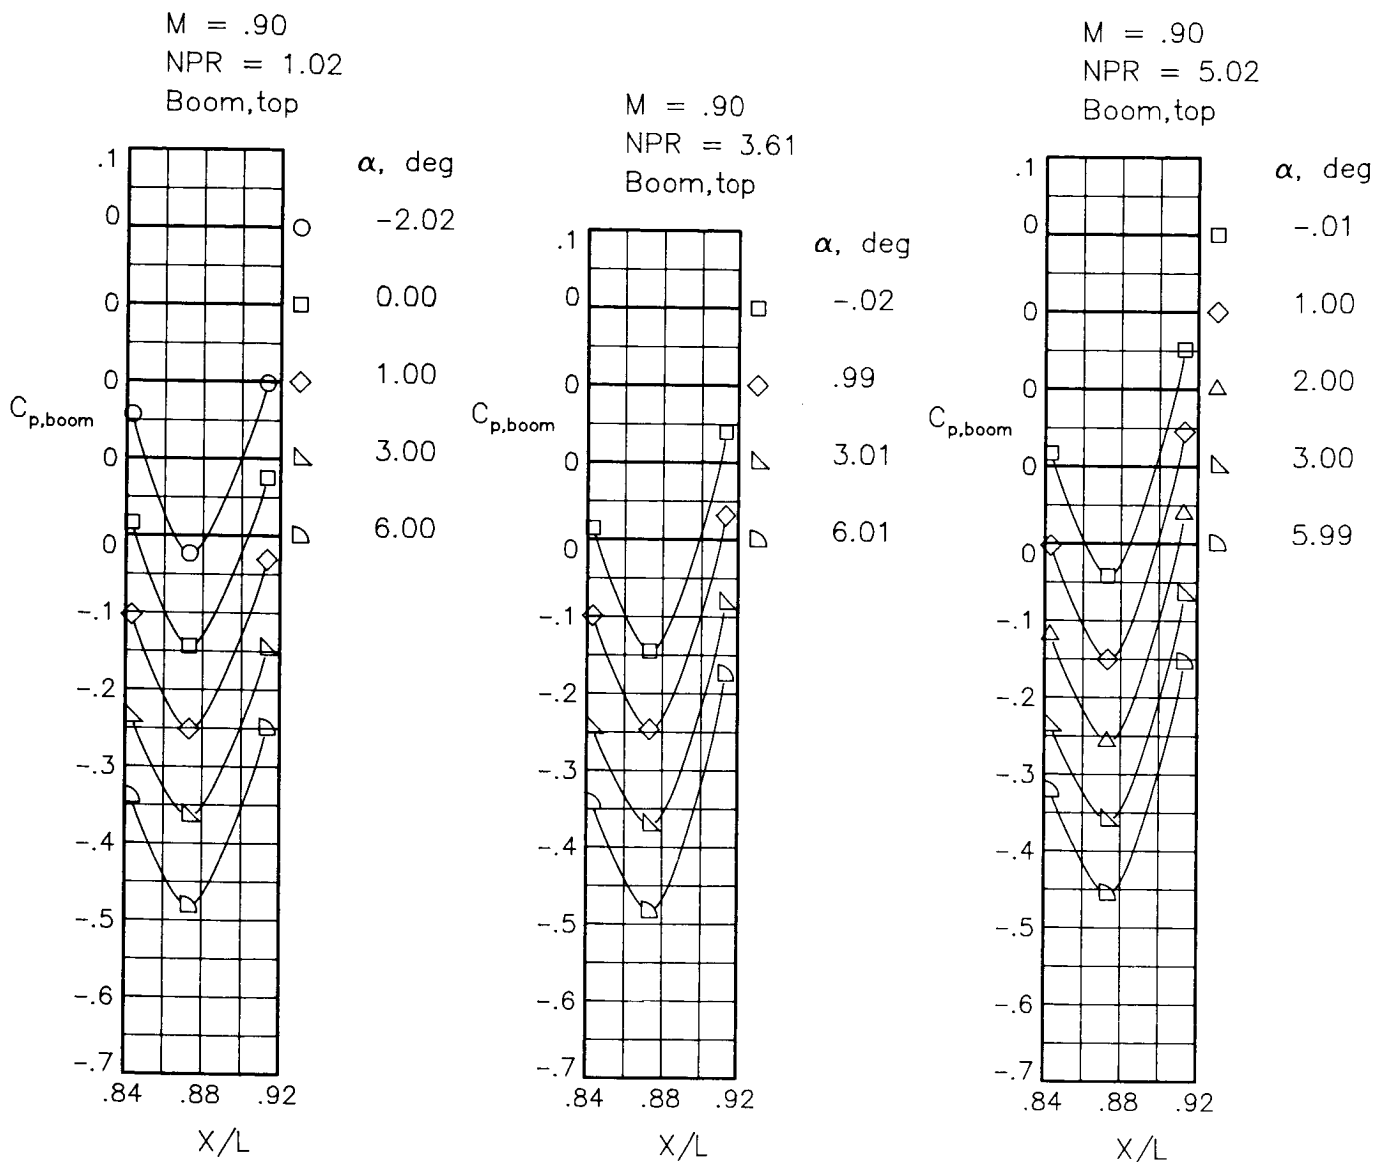 M = .90
NPR = 1.02
Boom,top
.1
0
0
0
0
0
-.1
-.2
-.3
-.4
-.5
-.6
-.7
C p,boom
.84 .88 .92
X/L
α, deg
-2.02
0.00
1.00
3.00
6.00
M = .90
NPR = 3.61
Boom,top
.1
0
0
0
0
-.1
-.2
-.3
-.4
-.5
-.6
-.7
C p,boom
.84 .88 .92
X/L
α, deg
-.02
.99
3.01
6.01
M = .90
NPR = 5.02
Boom,top
.1
0
0
0
0
0
-.1
-.2
-.3
-.4
-.5
-.6
-.7
C p,boom
.84 .88 .92
X/L
α, deg
-.01
1.00
2.00
3.00
5.99